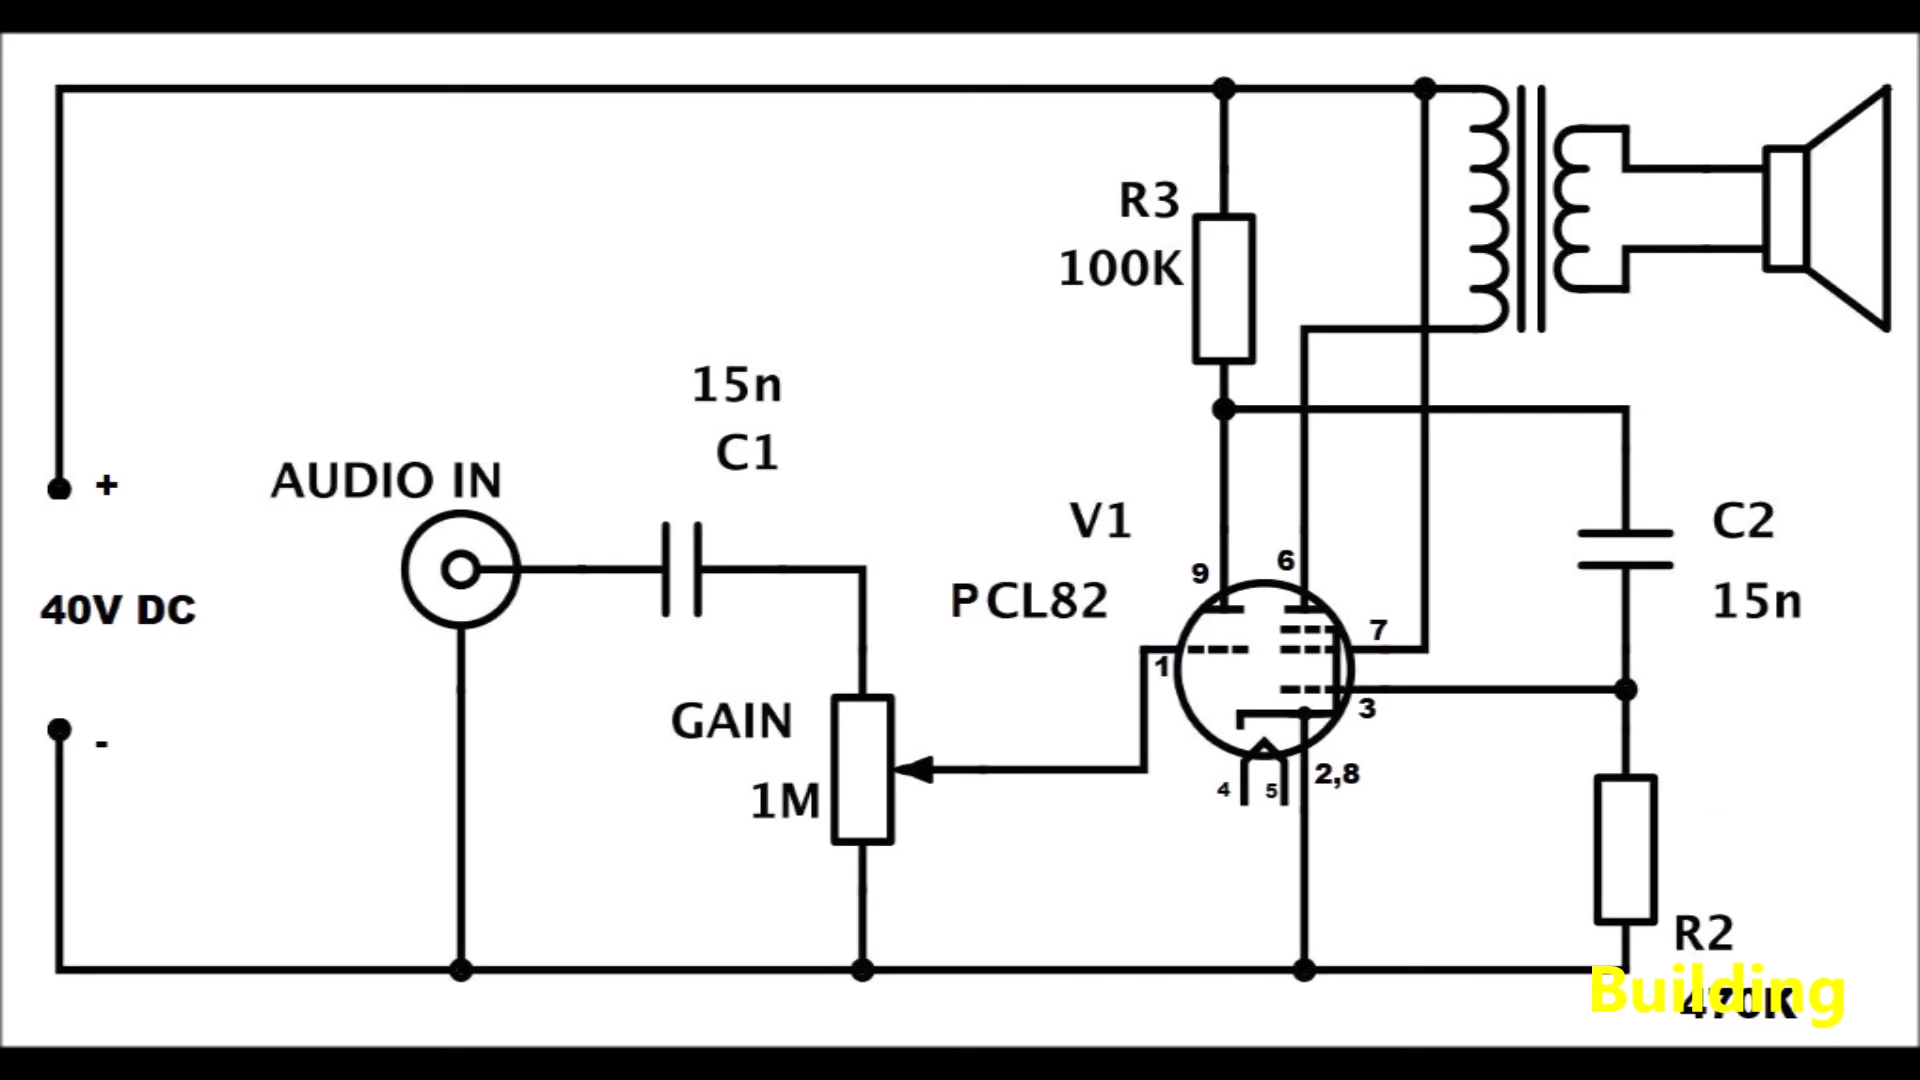 R3
100K
15n
C1
+
AUDIO IN
V1
C2
9
6
40V DC
PCL82
15n
7
1
3
GAIN
-
2,8
4
5
1M
R2
Building
470K